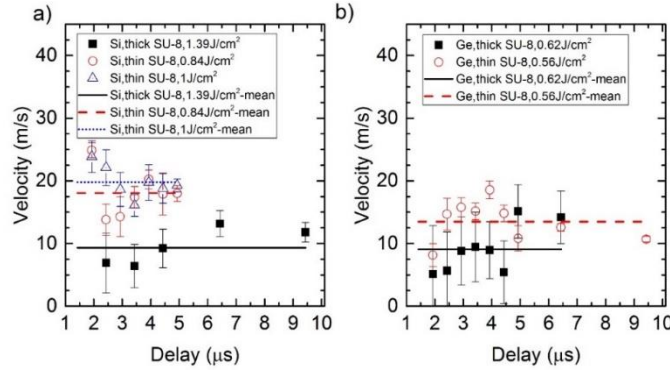 a)
Si,thick SU-8,1.39J/cm²
Si,thin SU-8,0.84J/cm²
Si,thin SU-8,1J/cm²
Si,thick SU-8,1.39J/cm²-mean
Si,thin SU-8,0.84J/cm²-mean
Si,thin SU-8,1J/cm²-mean
Velocity (m/s)
40
30
20
10
0
1 2 3 4 5 6 7 8 9 10
Delay (μs)
b)
Ge,thick SU-8,0.62J/cm²
Ge,thin SU-8,0.56J/cm²
Ge,thick SU-8,0.62J/cm²-mean
Ge,thin SU-8,0.56J/cm²-mean
Velocity (m/s)
40
30
20
10
0
1 2 3 4 5 6 7 8 9 10
Delay (μs)